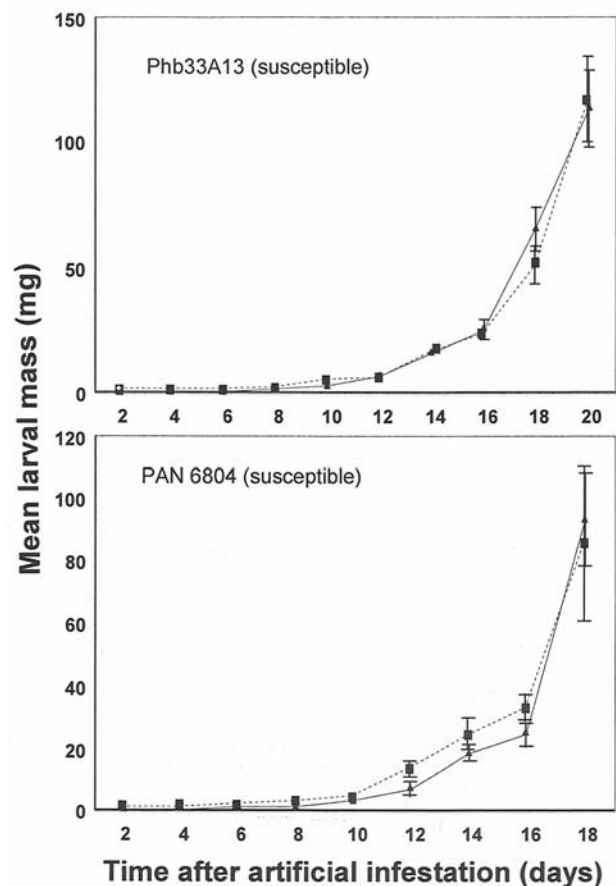 150
Phb33A13 (susceptible)
100
50
0
2 4 6 8 10 12 14 16 18 20
Mean larval mass (mg)
120
PAN 6804 (susceptible)
100
80
60
40
20
0
2 4 6 8 10 12 14 16 18
Time after artificial infestation (days)